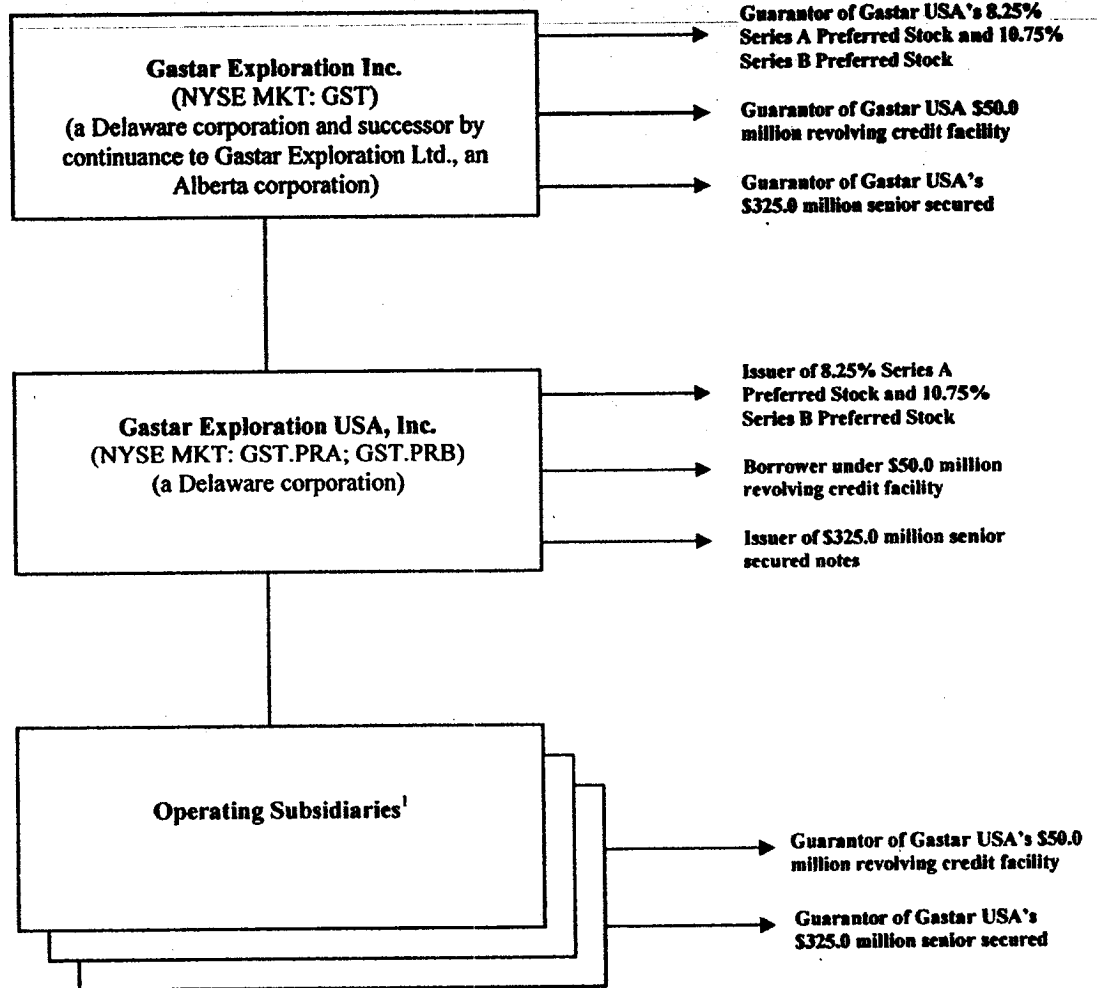 Gastar Exploration Inc.
(NYSE MKT: GST)
(a Delaware corporation and successor by
continuance to Gastar Exploration Ltd., an
Alberta corporation)
Guarantor of Gastar USA's 8.25%
Series A Preferred Stock and 10.75%
Series B Preferred Stock
Guarantor of Gastar USA $50.0
million revolving credit facility
Guarantor of Gastar USA's
$325.0 million senior secured
Gastar Exploration USA, Inc.
(NYSE MKT: GST.PRA; GST.PRB)
(a Delaware corporation)
Issuer of 8.25% Series A
Preferred Stock and 10.75%
Series B Preferred Stock
Borrower under $50.0 million
revolving credit facility
Issuer of $325.0 million senior
secured notes
Operating Subsidiaries¹
Guarantor of Gastar USA's $50.0
million revolving credit facility
Guarantor of Gastar USA's
$325.0 million senior secured